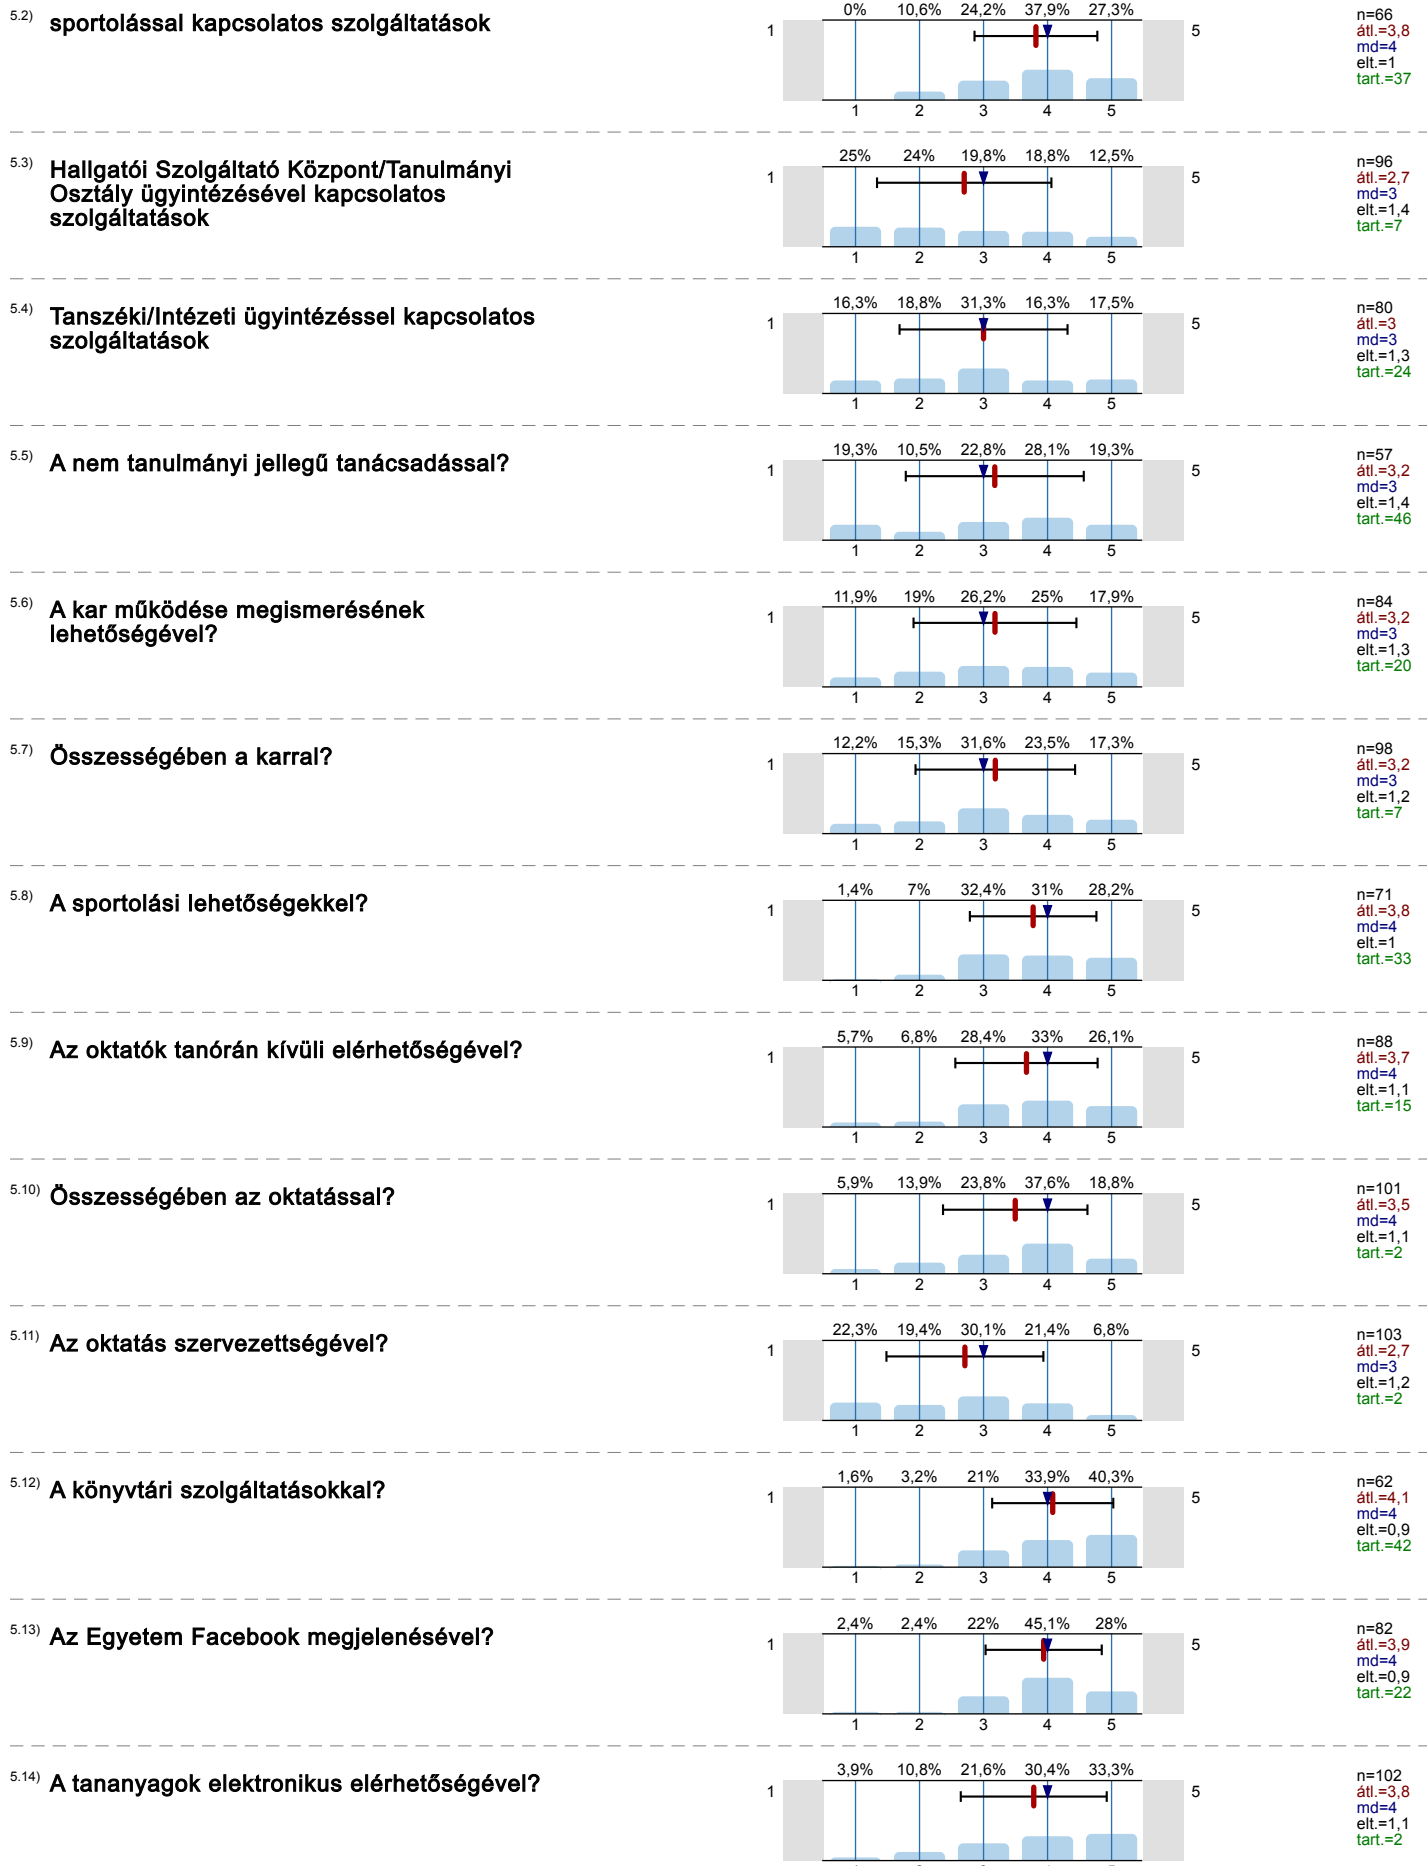 5.2) sportolással kapcsolatos szolgáltatások
0% 10,6% 24,2% 37,9% 27,3%
1 5
1 2 3 4 5
n=66
átl.=3,8
md=4
elt.=1
tart.=37
5.3) Hallgatói Szolgáltató Központ/Tanulmányi
Osztály ügyintézésével kapcsolatos
szolgáltatások
25% 24% 19,8% 18,8% 12,5%
1 5
1 2 3 4 5
n=96
átl.=2,7
md=3
elt.=1,4
tart.=7
5.4) Tanszéki/Intézeti ügyintézéssel kapcsolatos
szolgáltatások
16,3% 18,8% 31,3% 16,3% 17,5%
1 5
1 2 3 4 5
n=80
átl.=3
md=3
elt.=1,3
tart.=24
5.5) A nem tanulmányi jellegű tanácsadással?
19,3% 10,5% 22,8% 28,1% 19,3%
1 5
1 2 3 4 5
n=57
átl.=3,2
md=3
elt.=1,4
tart.=46
5.6) A kar működése megismerésének
lehetőségével?
11,9% 19% 26,2% 25% 17,9%
1 5
1 2 3 4 5
n=84
átl.=3,2
md=3
elt.=1,3
tart.=20
5.7) Összességében a karral?
12,2% 15,3% 31,6% 23,5% 17,3%
1 5
1 2 3 4 5
n=98
átl.=3,2
md=3
elt.=1,2
tart.=7
5.8) A sportolási lehetőségekkel?
1,4% 7% 32,4% 31% 28,2%
1 5
1 2 3 4 5
n=71
átl.=3,8
md=4
elt.=1
tart.=33
5.9) Az oktatók tanórán kívüli elérhetőségével?
5,7% 6,8% 28,4% 33% 26,1%
1 5
1 2 3 4 5
n=88
átl.=3,7
md=4
elt.=1,1
tart.=15
5.10) Összességében az oktatással?
5,9% 13,9% 23,8% 37,6% 18,8%
1 5
1 2 3 4 5
n=101
átl.=3,5
md=4
elt.=1,1
tart.=2
5.11) Az oktatás szervezettségével?
22,3% 19,4% 30,1% 21,4% 6,8%
1 5
1 2 3 4 5
n=103
átl.=2,7
md=3
elt.=1,2
tart.=2
5.12) A könyvtári szolgáltatásokkal?
1,6% 3,2% 21% 33,9% 40,3%
1 5
1 2 3 4 5
n=62
átl.=4,1
md=4
elt.=0,9
tart.=42
5.13) Az Egyetem Facebook megjelenésével?
2,4% 2,4% 22% 45,1% 28%
1 5
1 2 3 4 5
n=82
átl.=3,9
md=4
elt.=0,9
tart.=22
5.14) A tananyagok elektronikus elérhetőségével?
3,9% 10,8% 21,6% 30,4% 33,3%
1 5
n=102
átl.=3,8
md=4
elt.=1,1
tart.=2